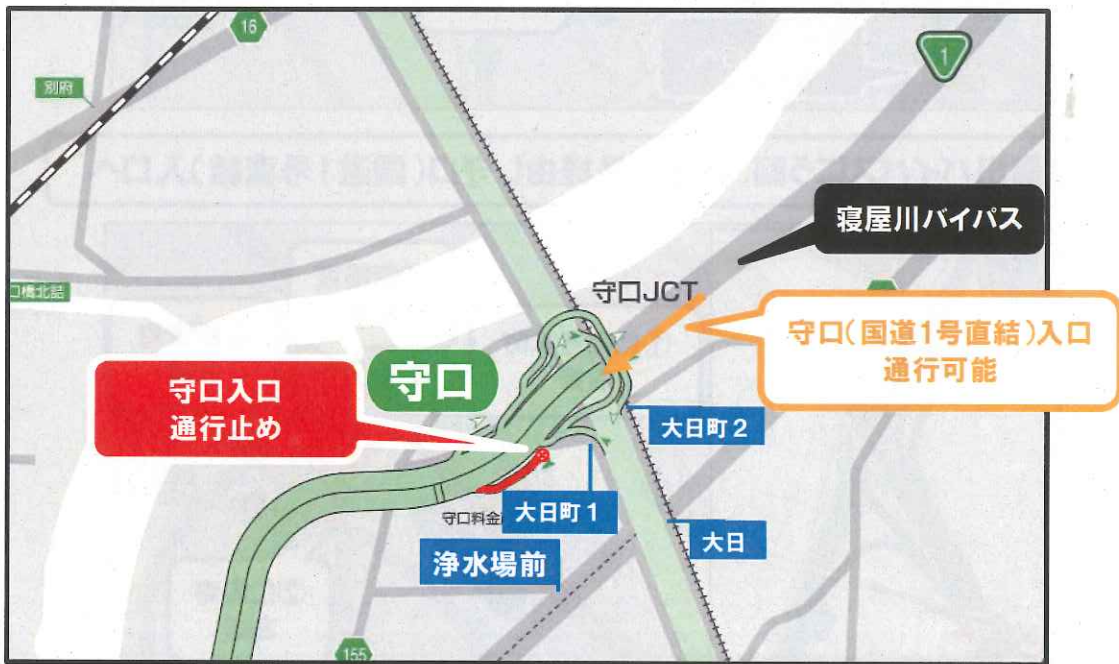 16
別府
1
寝屋川バイパス
口橋北詰
守口JCT
守口(国道1号直結)入口
通行可能
守口
守口入口
通行止め
大日町2
大日町1
守口料金
大日
浄水場前
155